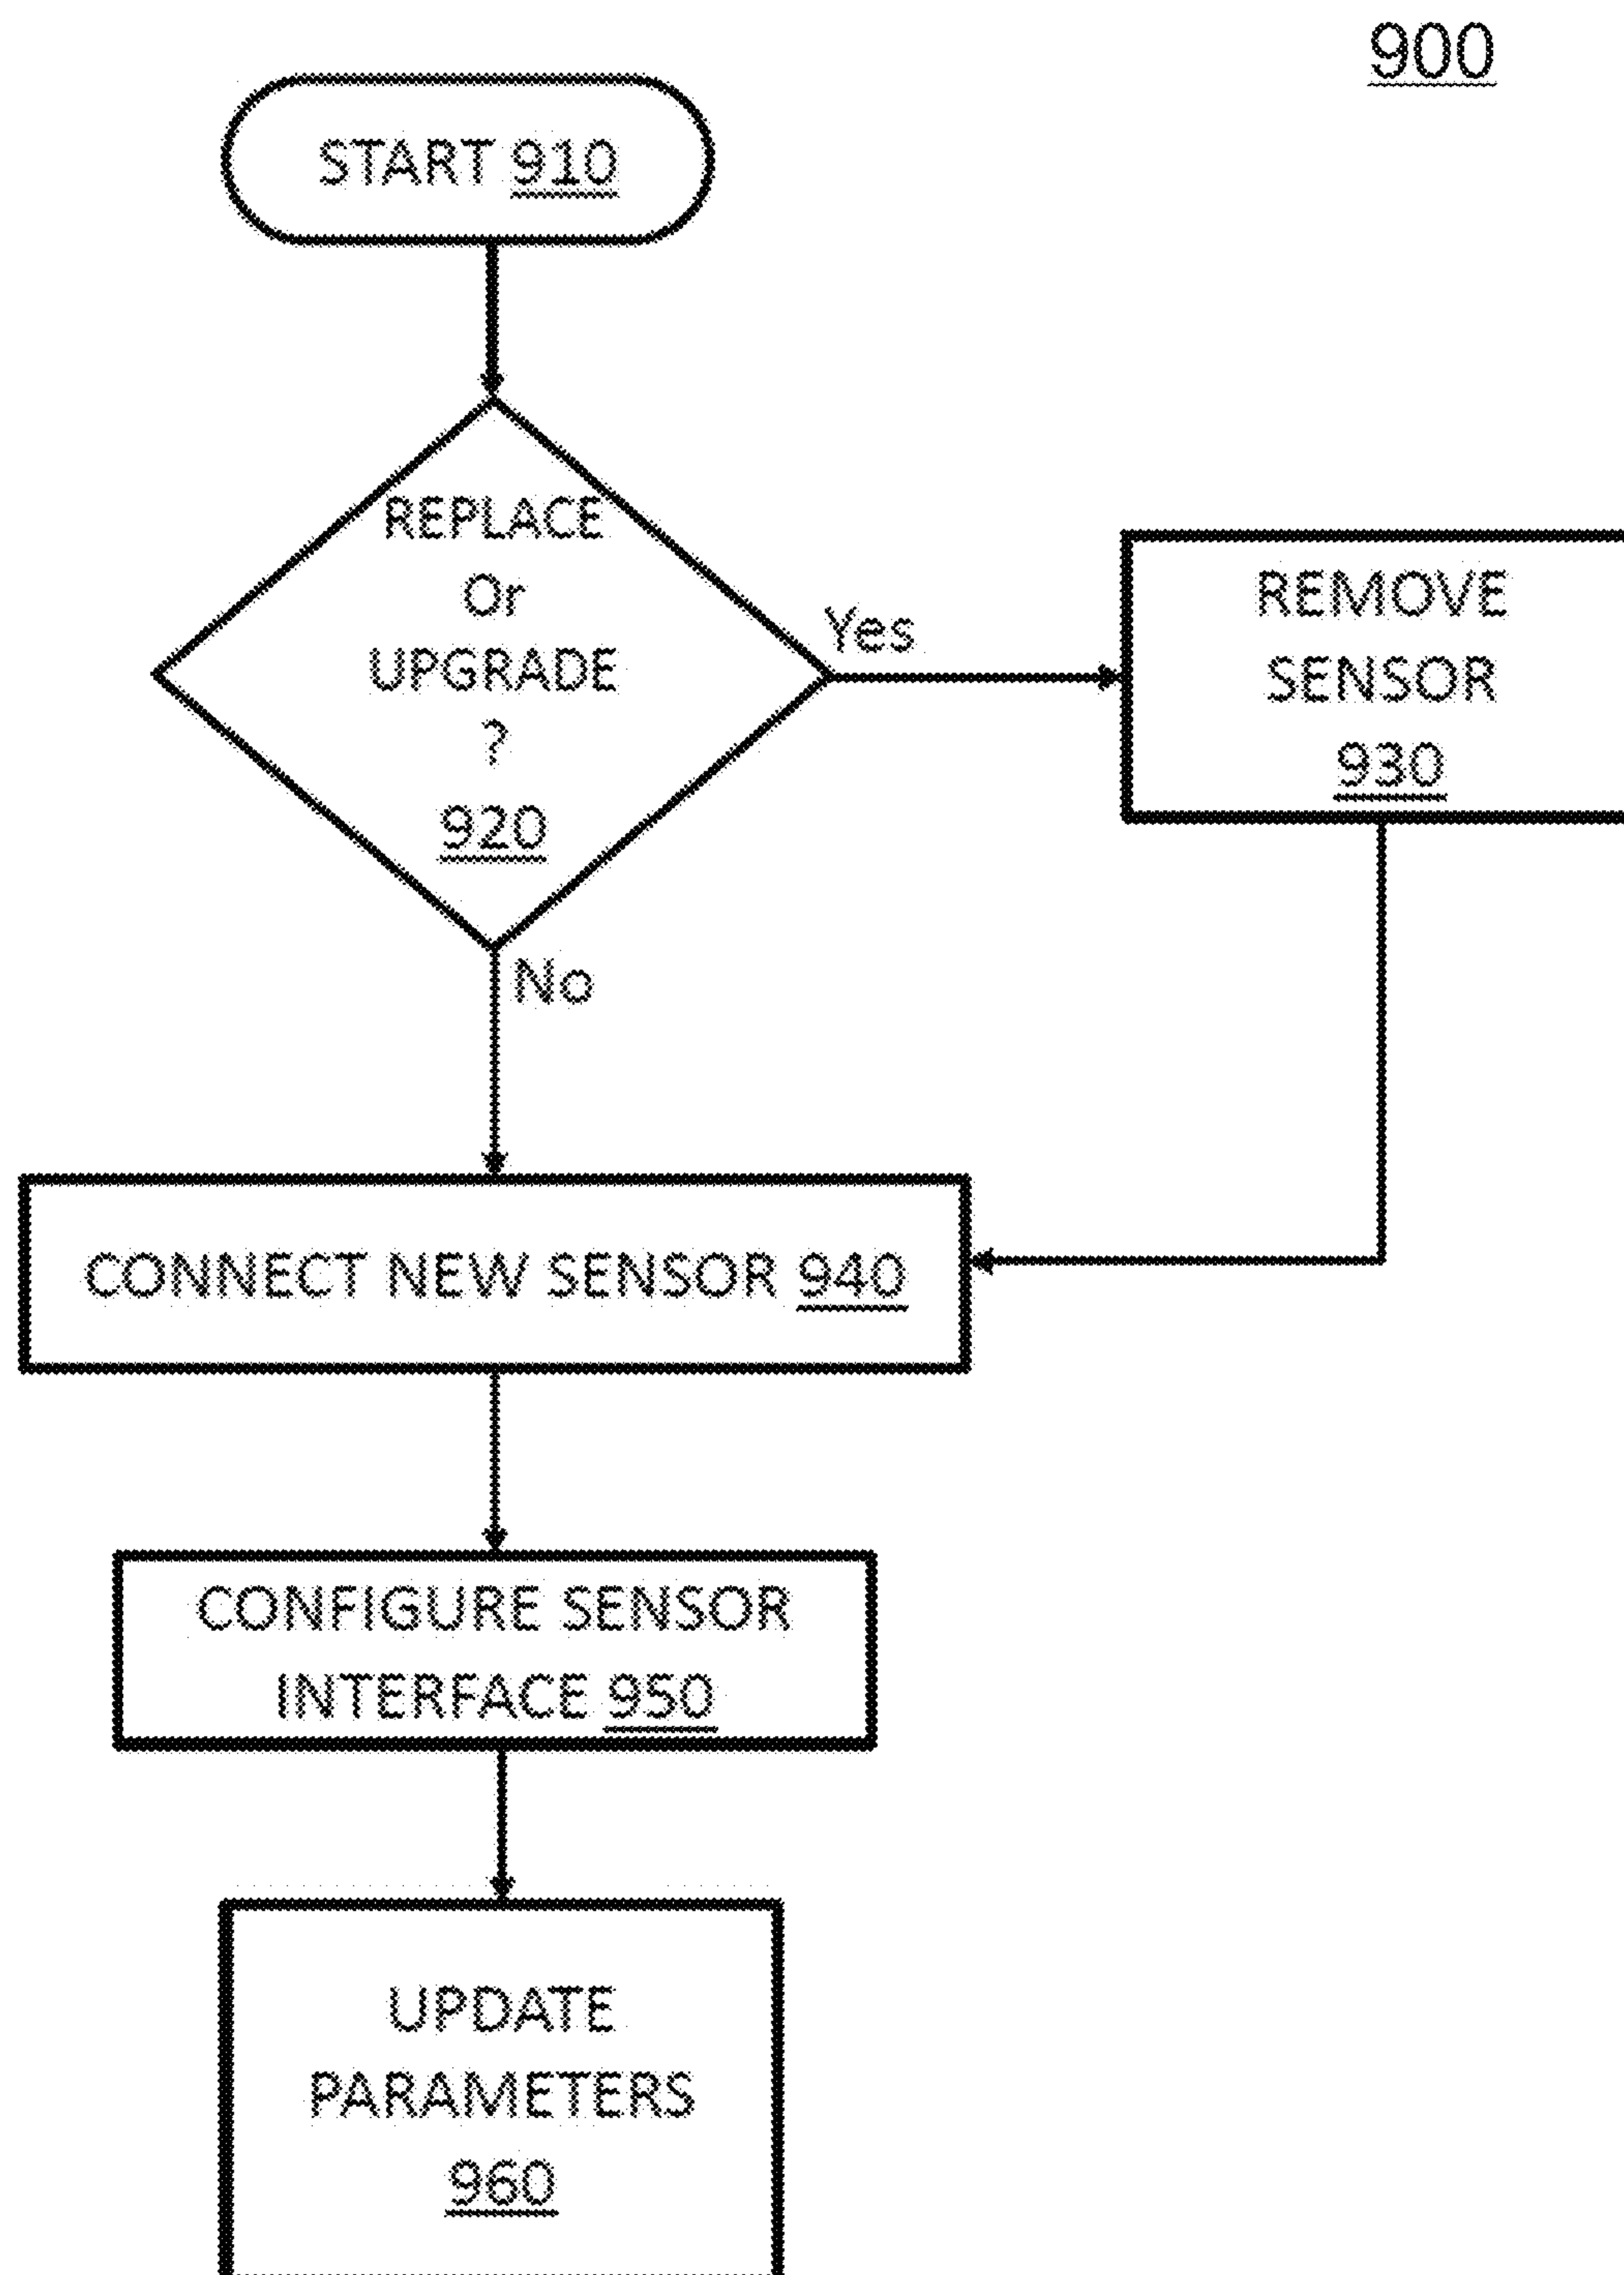 900
START 910
REPLACE
Or
UPGRADE
?
920
Yes
REMOVE
SENSOR
930
No
CONNECT NEW SENSOR 940
CONFIGURE SENSOR
INTERFACE 950
UPDATE
PARAMETERS
960